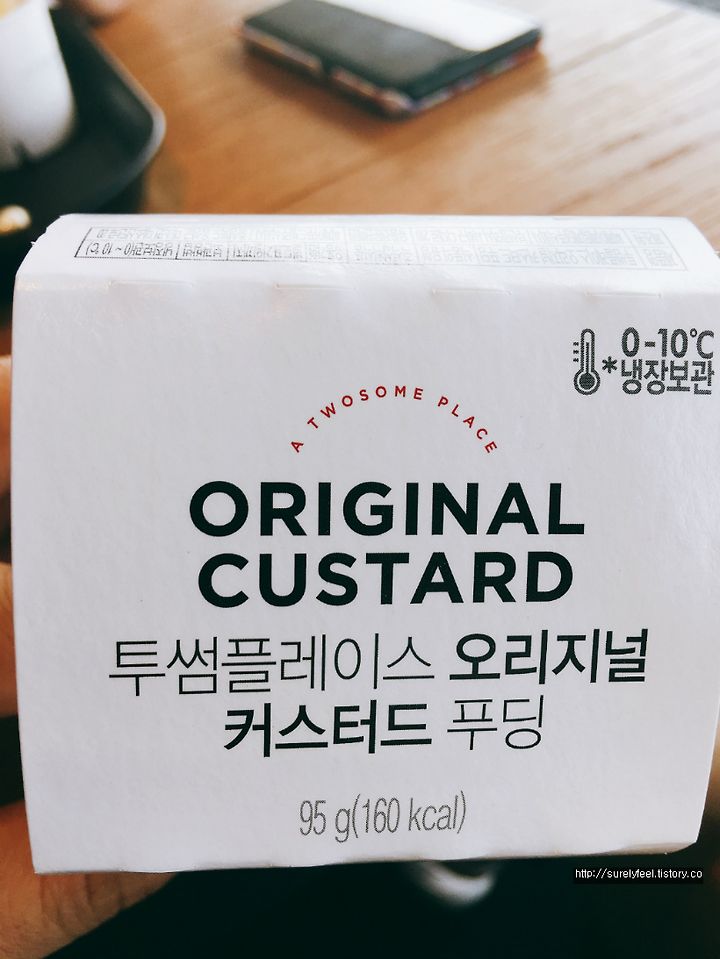 0-10℃
*냉장보관
A TWOSOME PLACE
ORIGINAL
CUSTARD
투썸플레이스 오리지널
커스터드 푸딩
95 g(160 kcal)
http://surelyfeel.tistory.co